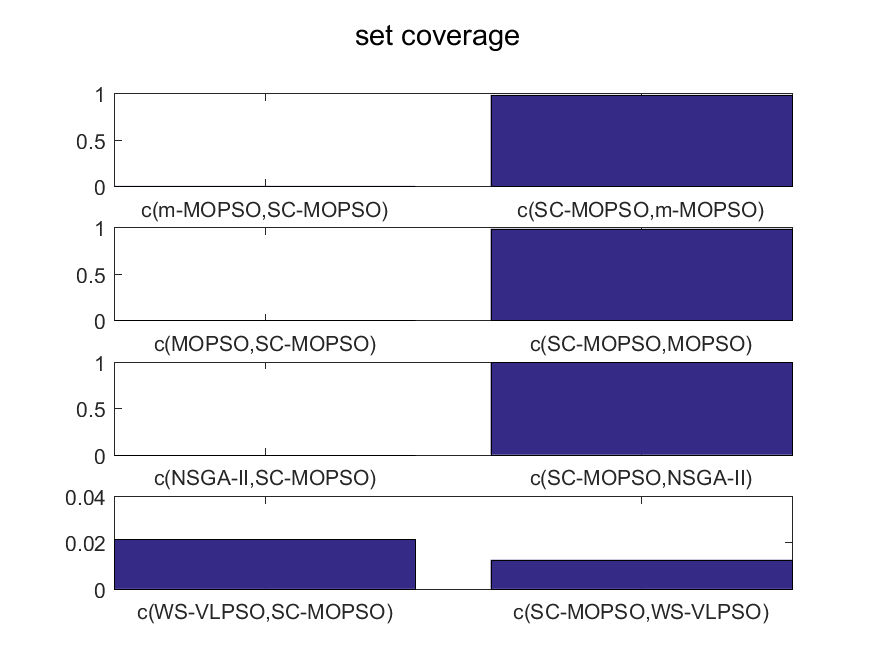 set coverage
1
0.5
0
c(m-MOPSO,SC-MOPSO) c(SC-MOPSO,m-MOPSO)
1
0.5
0
c(MOPSO,SC-MOPSO) c(SC-MOPSO,MOPSO)
1
0.5
0
c(NSGA-II,SC-MOPSO) c(SC-MOPSO,NSGA-II)
0.04
0.02
0
c(WS-VLPSO,SC-MOPSO) c(SC-MOPSO,WS-VLPSO)